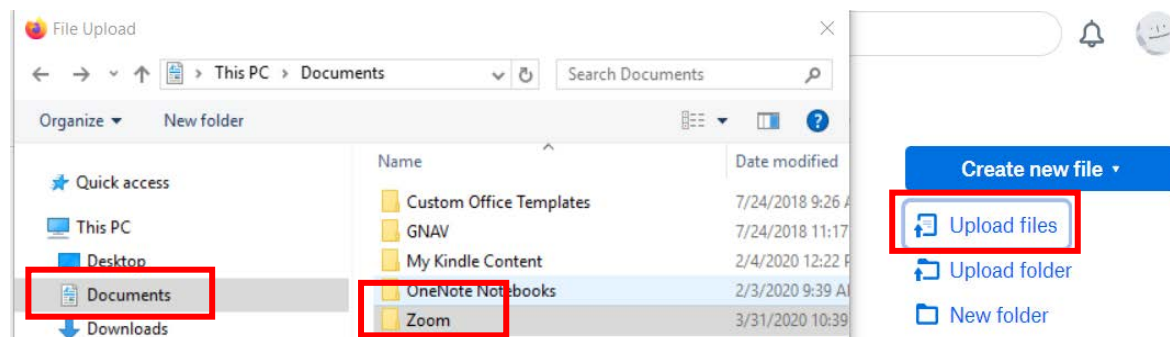 File Upload
This PC > Documents
Search Documents
Organize
New folder
Name
Date modified
Quick access
This PC
Desktop
Documents
Downloads
Custom Office Templates
7/24/2018 9:26
GNAV
7/24/2018 11:17
My Kindle Content
2/4/2020 12:22
OneNote Notebooks
2/3/2020 9:39
Zoom
3/31/2020 10:39
Create new file
Upload files
Upload folder
New folder